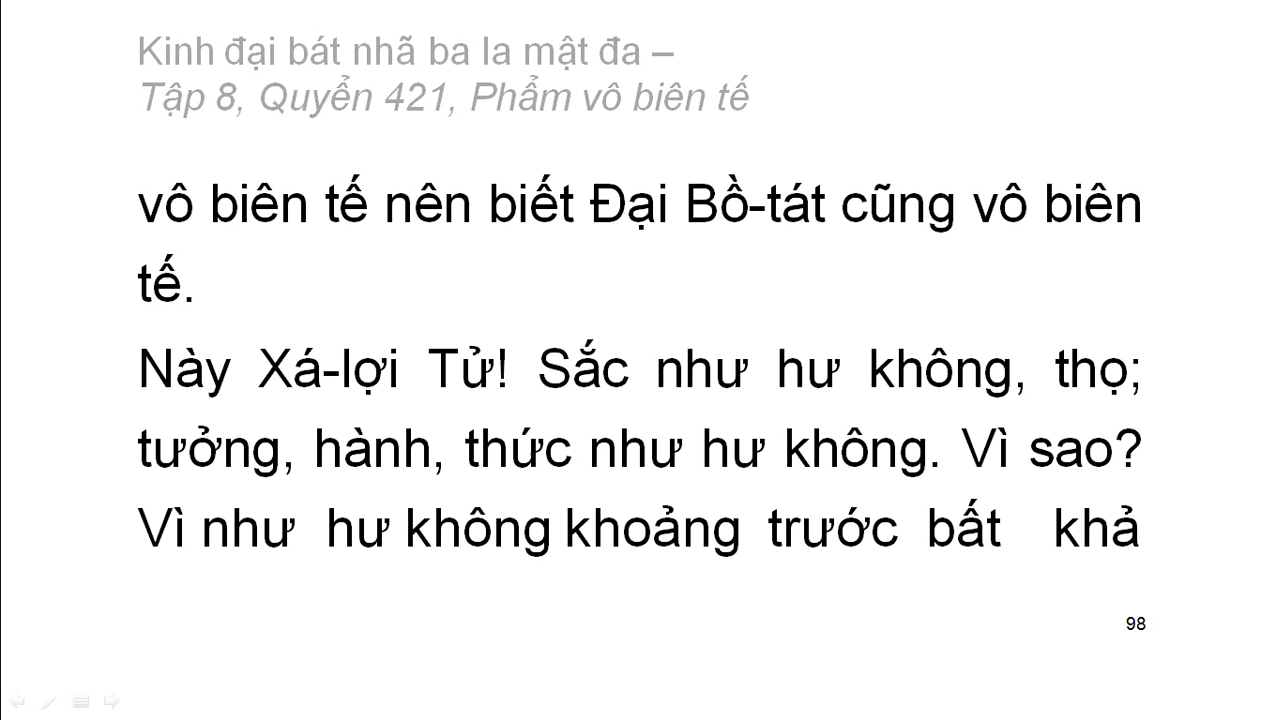 Kinh đại bát nhã ba la mật đa –
Tập 8, Quyển 421, Phẩm vô biên tế
vô biên tế nên biết Đại Bồ-tát cũng vô biên
tế.
Này Xá-lợi Tử! Sắc như hư không, thọ;
tưởng, hành, thức như hư không. Vì sao?
Vì như hư không khoảng trước bất khả
98